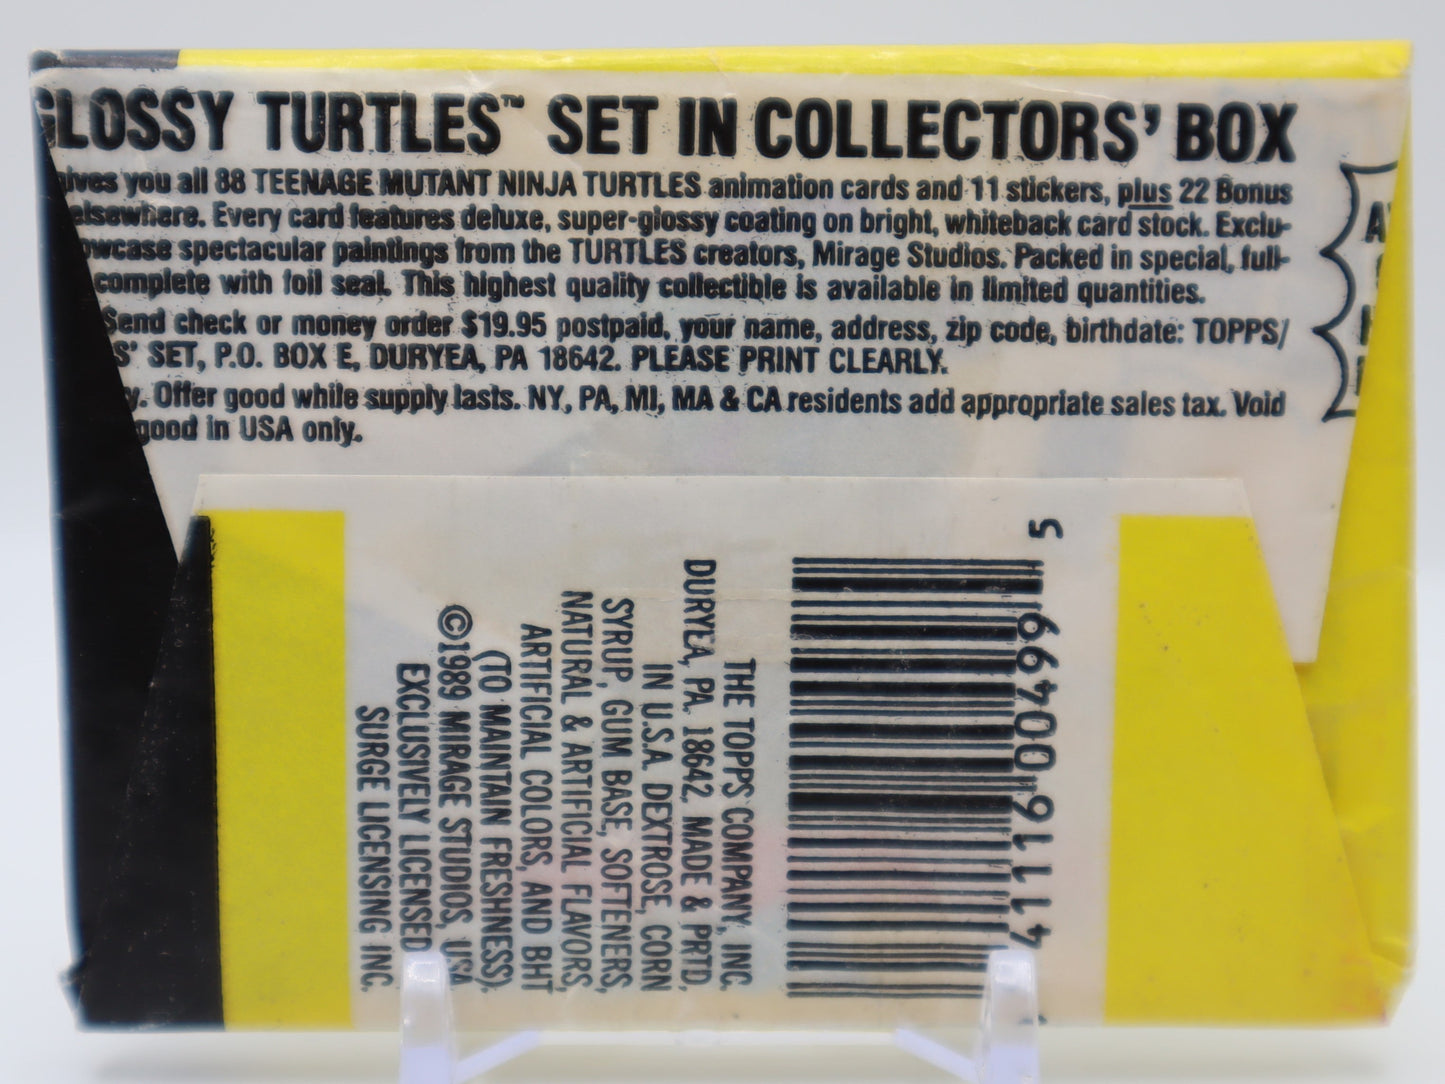 GLOSSY TURTLES™ SET IN COLLECTORS' BOX
gives you all 88 TEENAGE MUTANT NINJA TURTLES animation cards and 11 stickers, plus 22 Bonus
elsewhere. Every card features deluxe, super-glossy coating on bright, whiteback card stock. Exclu-
owcase spectacular paintings from the TURTLES creators, Mirage Studios. Packed in special, full-
complete with foil seal. This highest quality collectible is available in limited quantities.
Send check or money order $19.95 postpaid, your name, address, zip code, birthdate: TOPPS/
S' SET, P.O. BOX E, DURYEA, PA 18642. PLEASE PRINT CLEARLY.
y. Offer good while supply lasts. NY, PA, MI, MA & CA residents add appropriate sales tax. Void
good in USA only.
THE TOPPS COMPANY, INC.
DURYEA, PA. 18642, MADE & PRTD.
IN U.S.A. DEXTROSE, CORN
SYRUP, GUM BASE, SOFTENERS,
NATURAL & ARTIFICIAL FLAVORS,
ARTIFICIAL COLORS, AND BHT
(TO MAINTAIN FRESHNESS).
©1989 MIRAGE STUDIOS, USA
EXCLUSIVELY LICENSED
SURGE LICENSING INC.